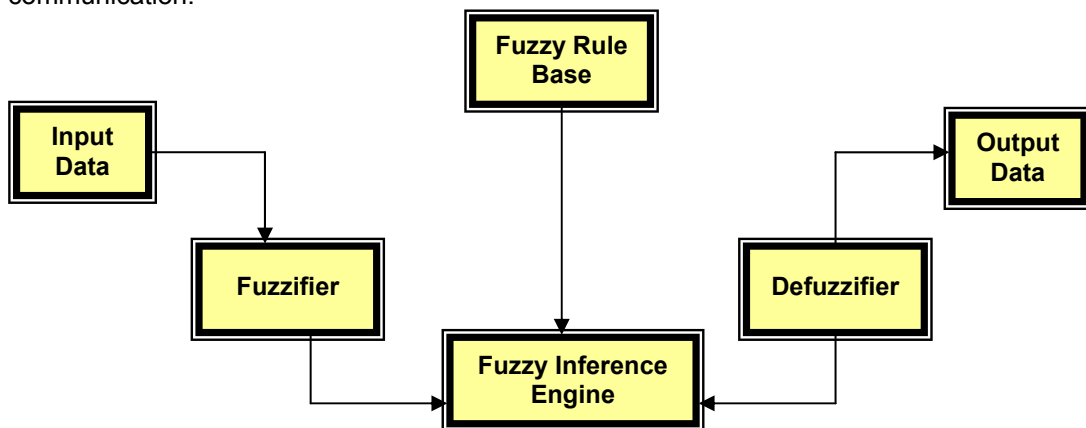 communication.
Fuzzy Rule
Base
Input
Data
Output
Data
Fuzzifier
Defuzzifier
Fuzzy Inference
Engine